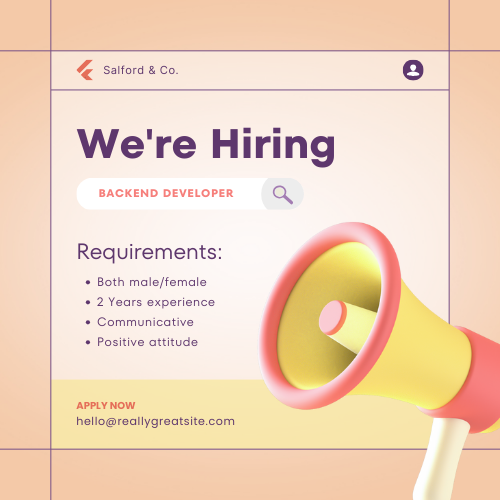 Salford & Co.
We're Hiring
BACKEND DEVELOPER
Requirements:
• Both male/female
• 2 Years experience
• Communicative
• Positive attitude
APPLY NOW
hello@reallygreatsite.com